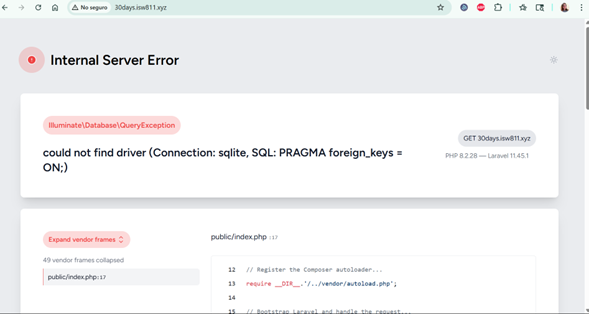 No seguro
30days.isw811.xyz
Internal Server Error
Illuminate\Database\QueryException
GET 30days.isw811.xyz
could not find driver (Connection: sqlite, SQL: PRAGMA foreign_keys =
ON;)
PHP 8.2.28 — Laravel 11.45.1
Expand vendor frames
public/index.php :17
49 vendor frames collapsed
public/index.php:17
12 // Register the Composer autoloader...
13 require __DIR__.'/../vendor/autoload.php';
14
15 // Bootstrap Laravel and handle the request...